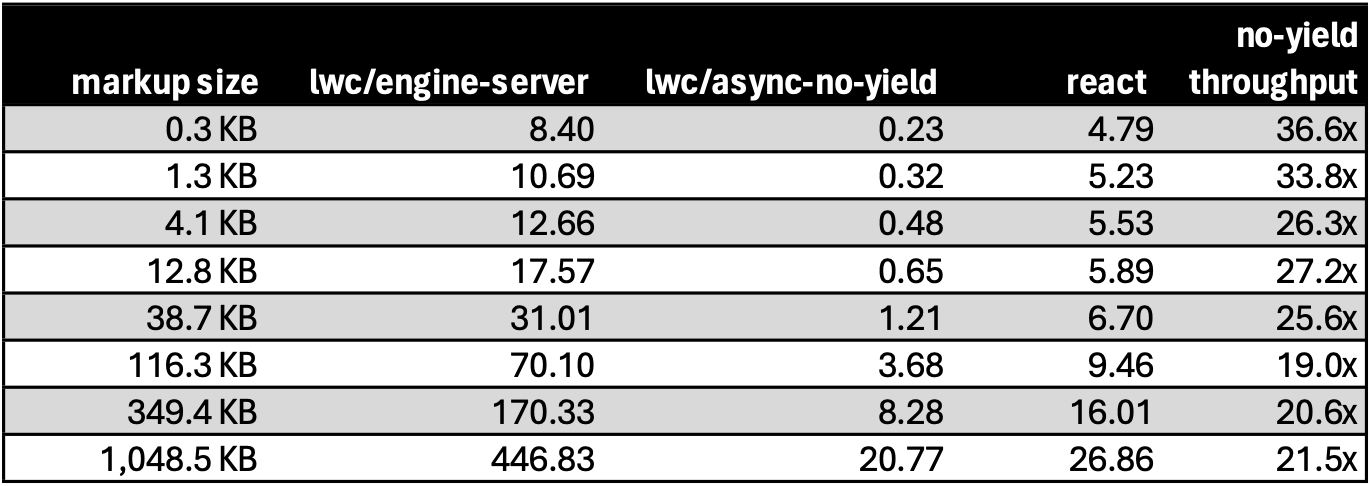 no-yield
markup size lwc/engine-server lwc/async-no-yield react throughput
0.3 KB 8.40 0.23 4.79 36.6x
1.3 KB 10.69 0.32 5.23 33.8x
4.1 KB 12.66 0.48 5.53 26.3x
12.8 KB 17.57 0.65 5.89 27.2x
38.7 KB 31.01 1.21 6.70 25.6x
116.3 KB 70.10 3.68 9.46 19.0x
349.4 KB 170.33 8.28 16.01 20.6x
1,048.5 KB 446.83 20.77 26.86 21.5x